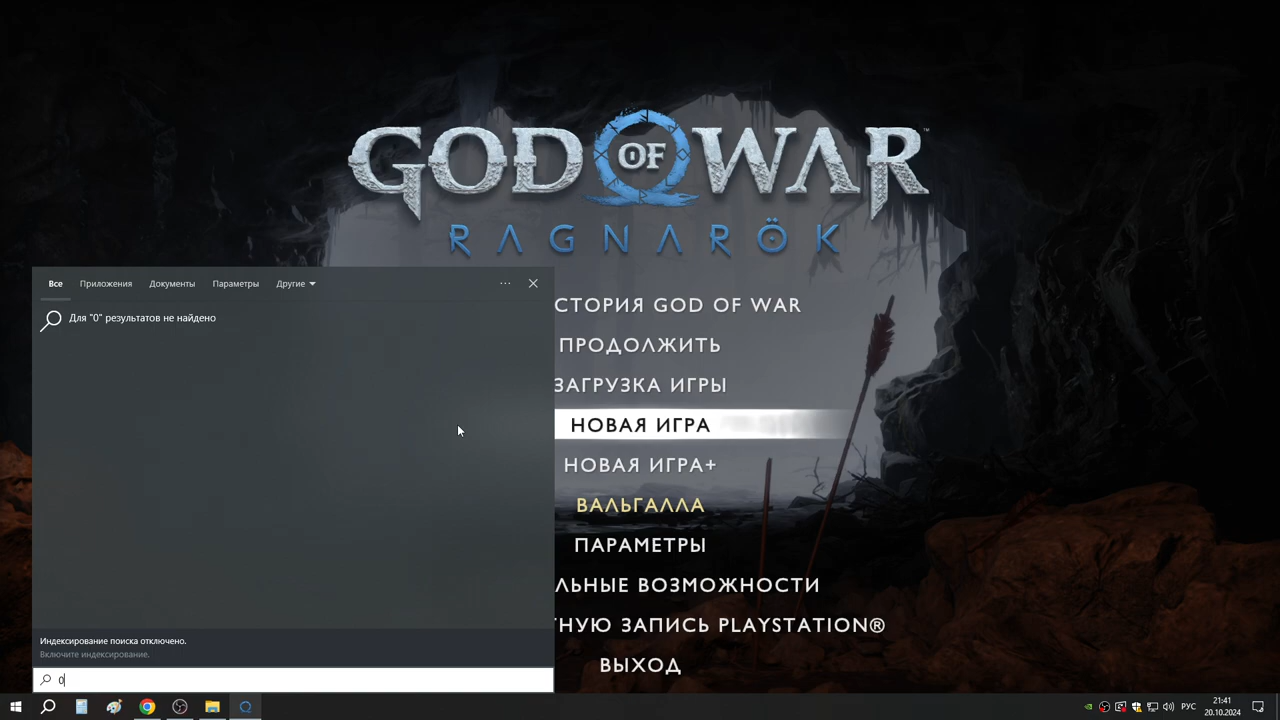 GOD OF WAR
RAGNARÖK
Все Приложения Документы Параметры Другие
Для "0" результатов не найдено
СТОРИЯ GOD OF WAR
ПРОДОЛЖИТЬ
ЗАГРУЗКА ИГРЫ
НОВАЯ ИГРА
НОВАЯ ИГРА+
ВАЛЬГАЛЛА
ПАРАМЕТРЫ
ЛЬНЫЕ ВОЗМОЖНОСТИ
ТНУЮ ЗАПИСЬ PLAYSTATION®
ВЫХОД
Индексирование поиска отключено.
Включите индексирование.
0
РУС
21:41
20.10.2024